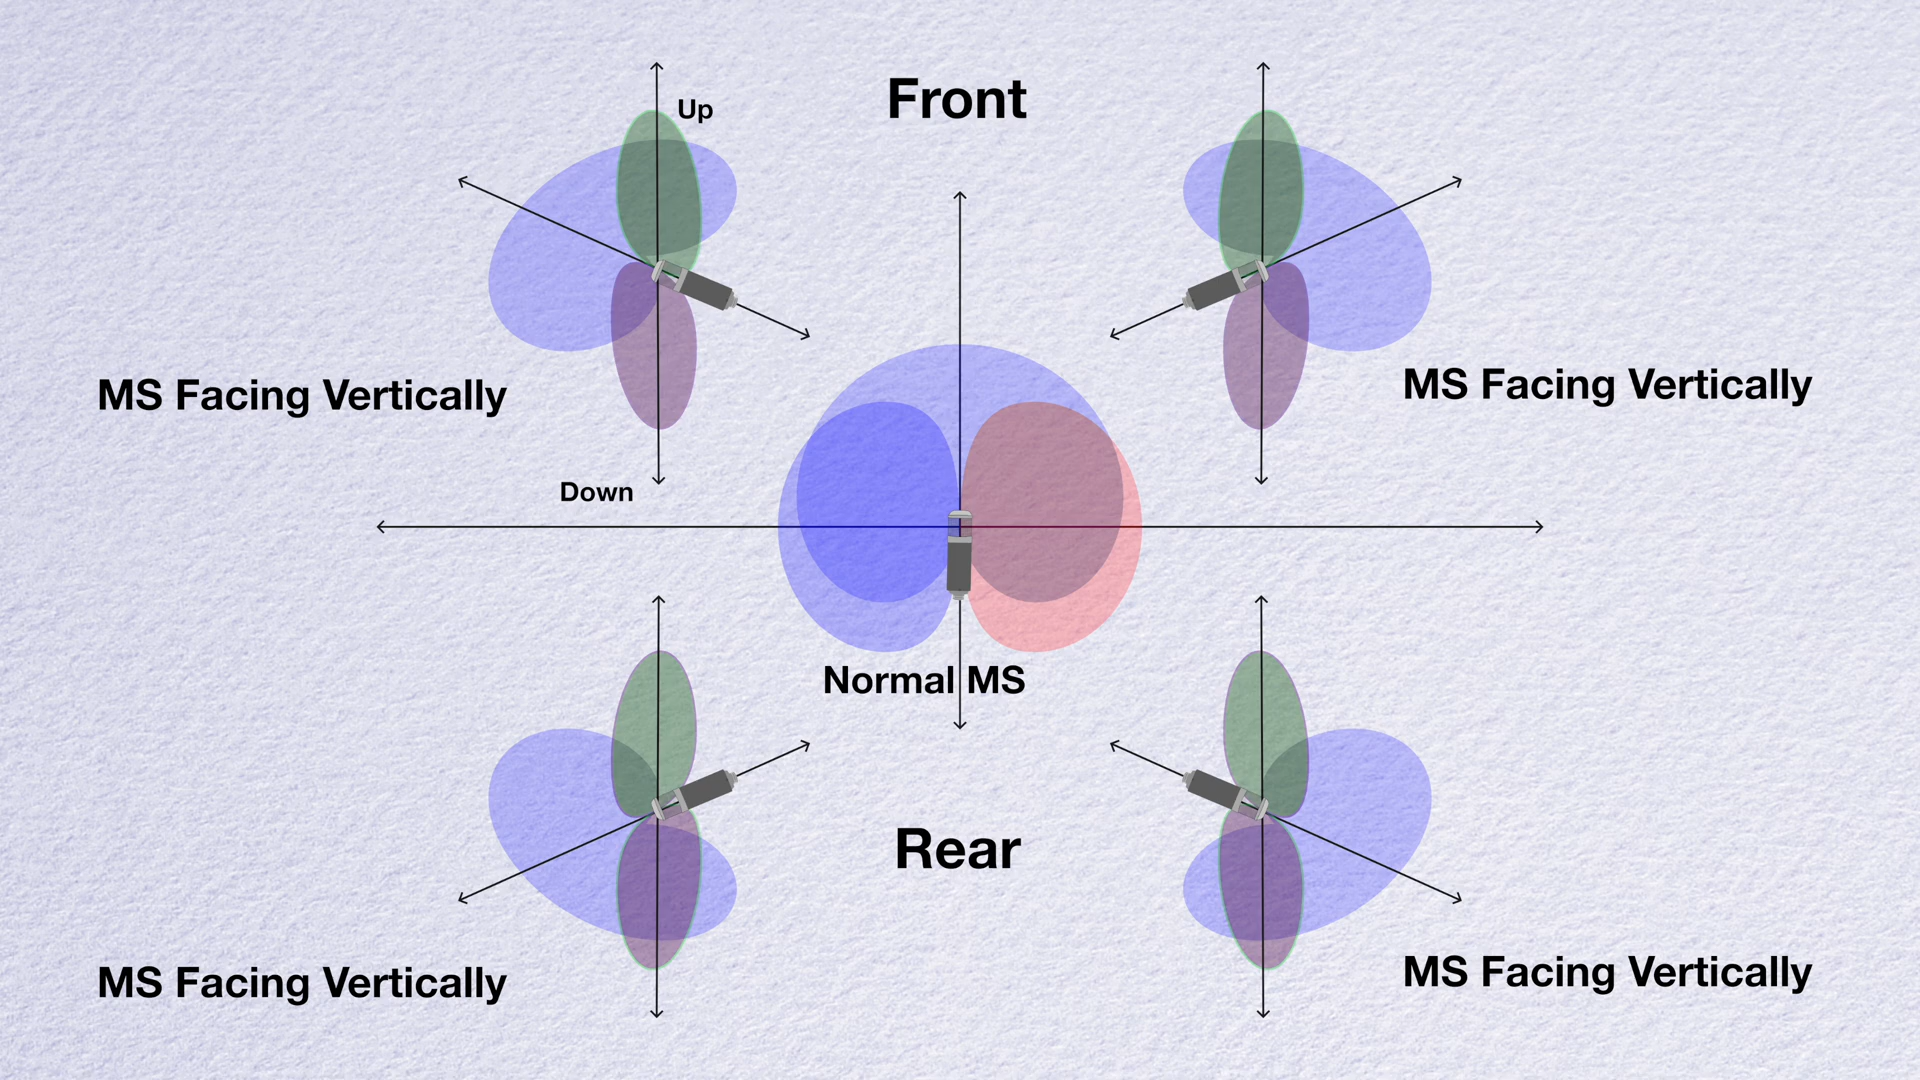 Front
Up
MS Facing Vertically
MS Facing Vertically
Down
Normal MS
Rear
MS Facing Vertically
MS Facing Vertically